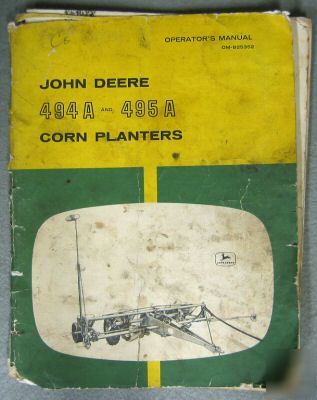 OPERATOR'S MANUAL
OM-B25352
JOHN DEERE
494A AND 495A
CORN PLANTERS